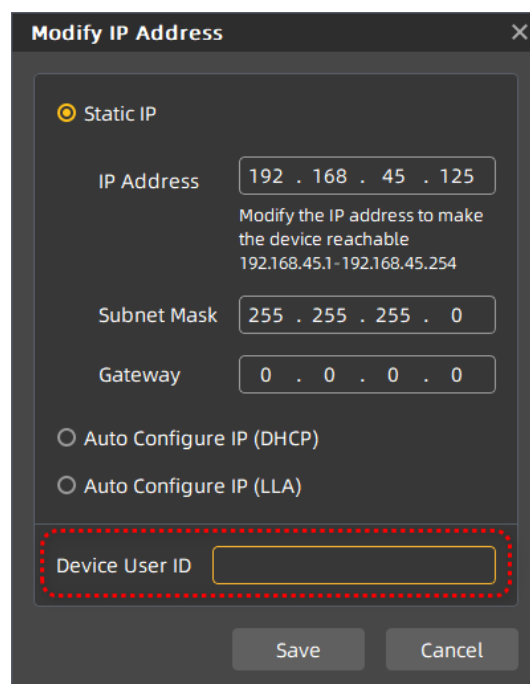 Modify IP Address
Static IP
IP Address 192 . 168 . 45 . 125
Modify the IP address to make
the device reachable
192.168.45.1-192.168.45.254
Subnet Mask 255 . 255 . 255 . 0
Gateway 0 . 0 . 0 . 0
Auto Configure IP (DHCP)
Auto Configure IP (LLA)
Device User ID
Save Cancel